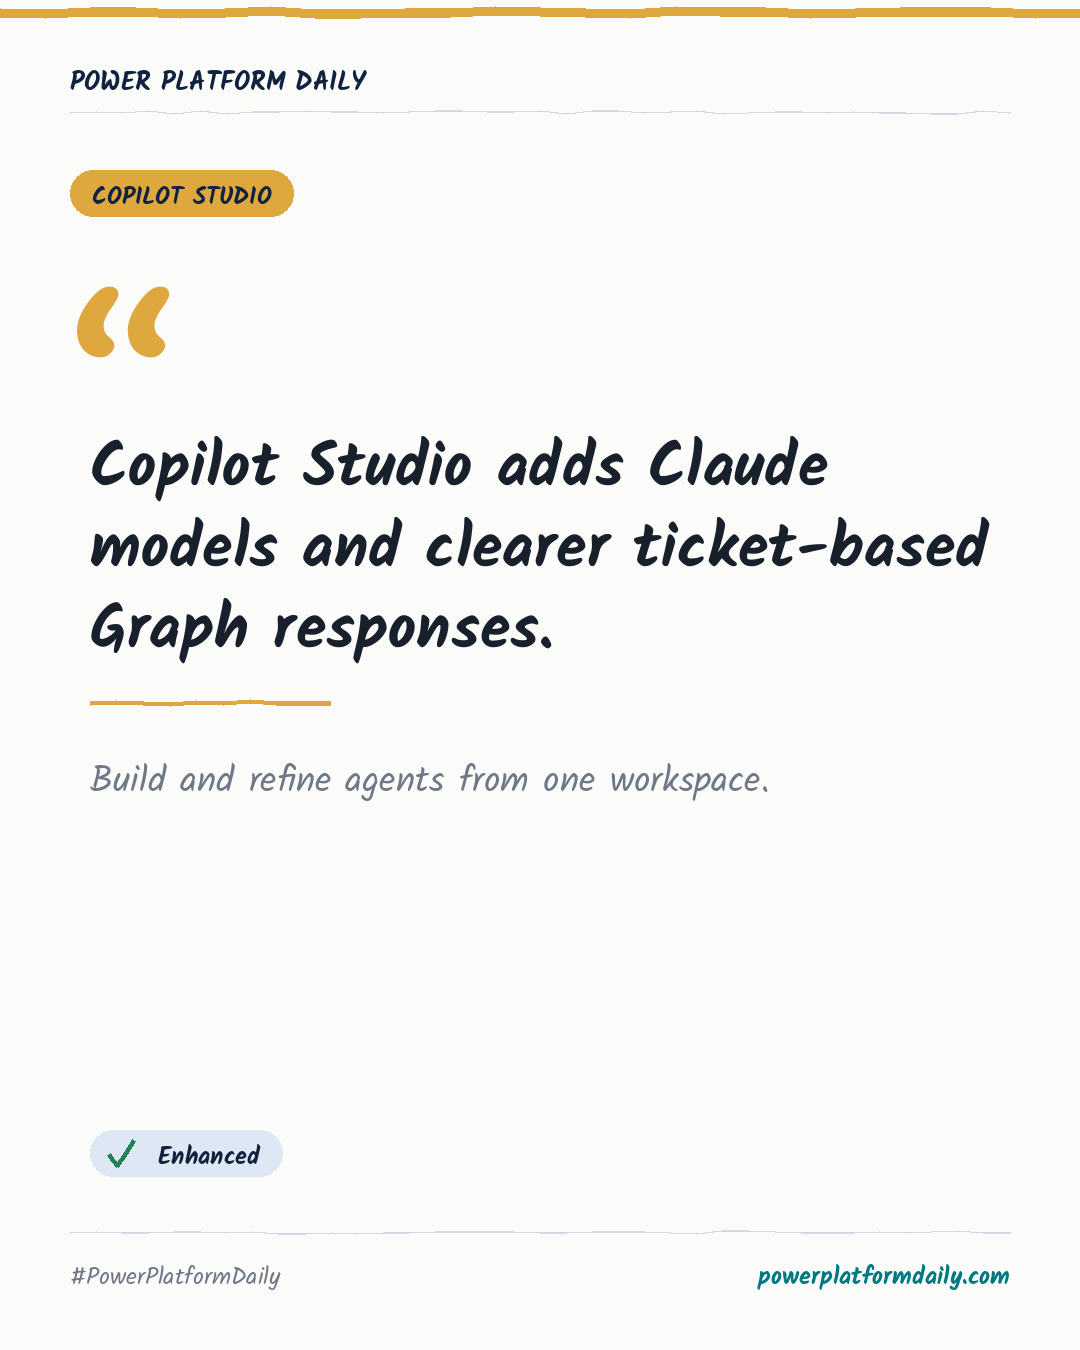 POWER PLATFORM DAILY
COPILOT STUDIO
“
Copilot Studio adds Claude
models and clearer ticket-based
Graph responses.
Build and refine agents from one workspace.
Enhanced
#PowerPlatformDaily
powerplatformdaily.com